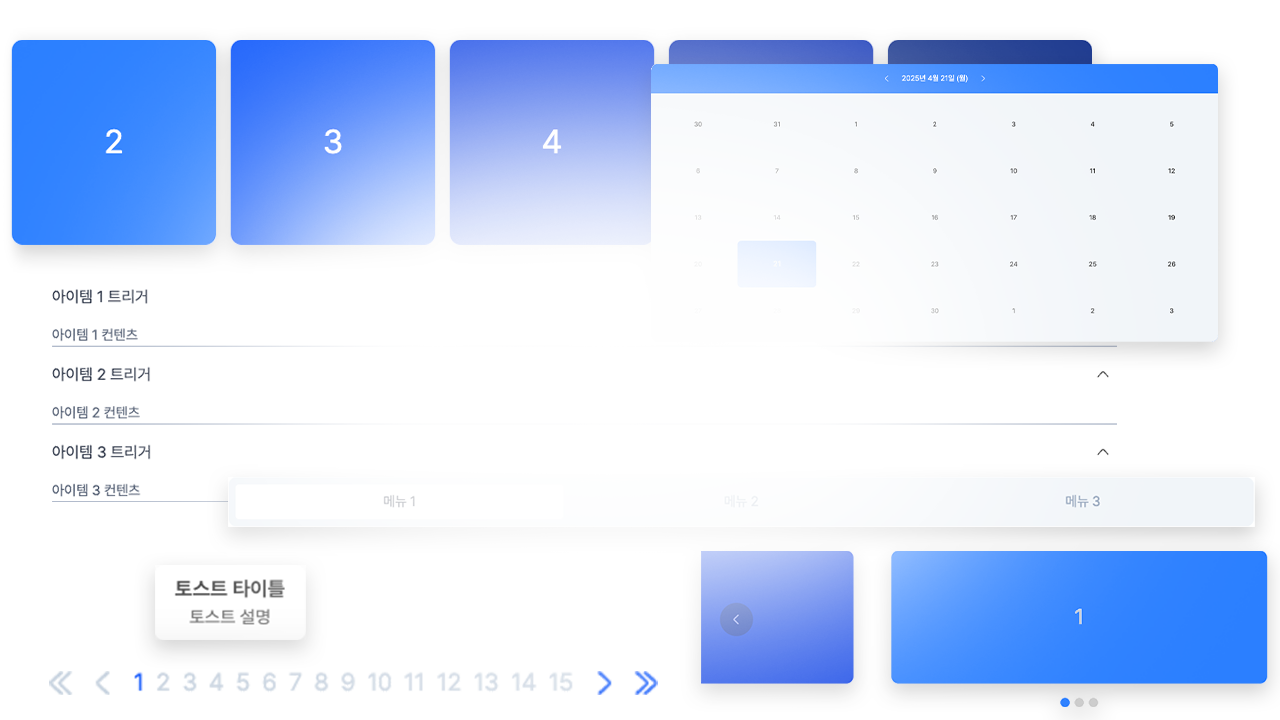 2
3
4
2025년 4월 21일 (월)
30 31 1 2 3 4 5
6 7 8 9 10 11 12
13 14 15 16 17 18 19
20 21 22 23 24 25 26
29 30 1 2 3
아이템 1 트리거
아이템 1 컨텐츠
아이템 2 트리거
아이템 2 컨텐츠
아이템 3 트리거
아이템 3 컨텐츠
메뉴 1 메뉴 2 메뉴 3
토스트 타이틀
토스트 설명
1
1 2 3 4 5 6 7 8 9 10 11 12 13 14 15